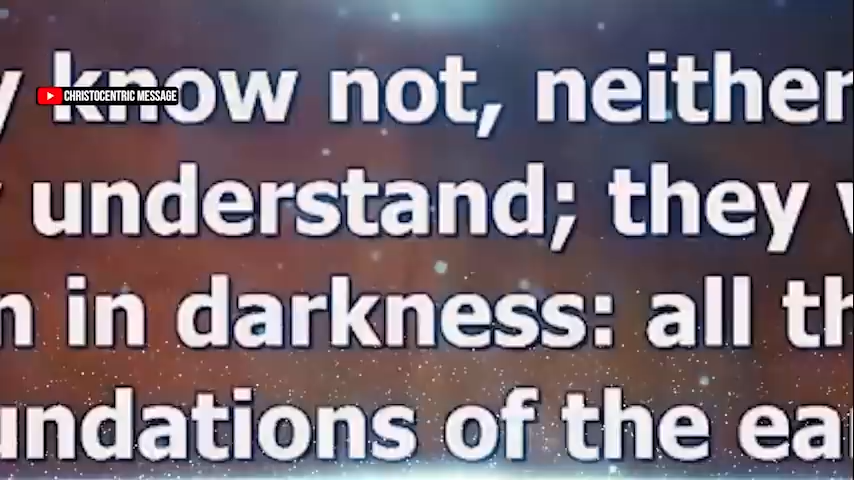 y know not, neither
CHRISTOCENTRIC MESSAGE
understand; they
n in darkness: all th
undations of the ea